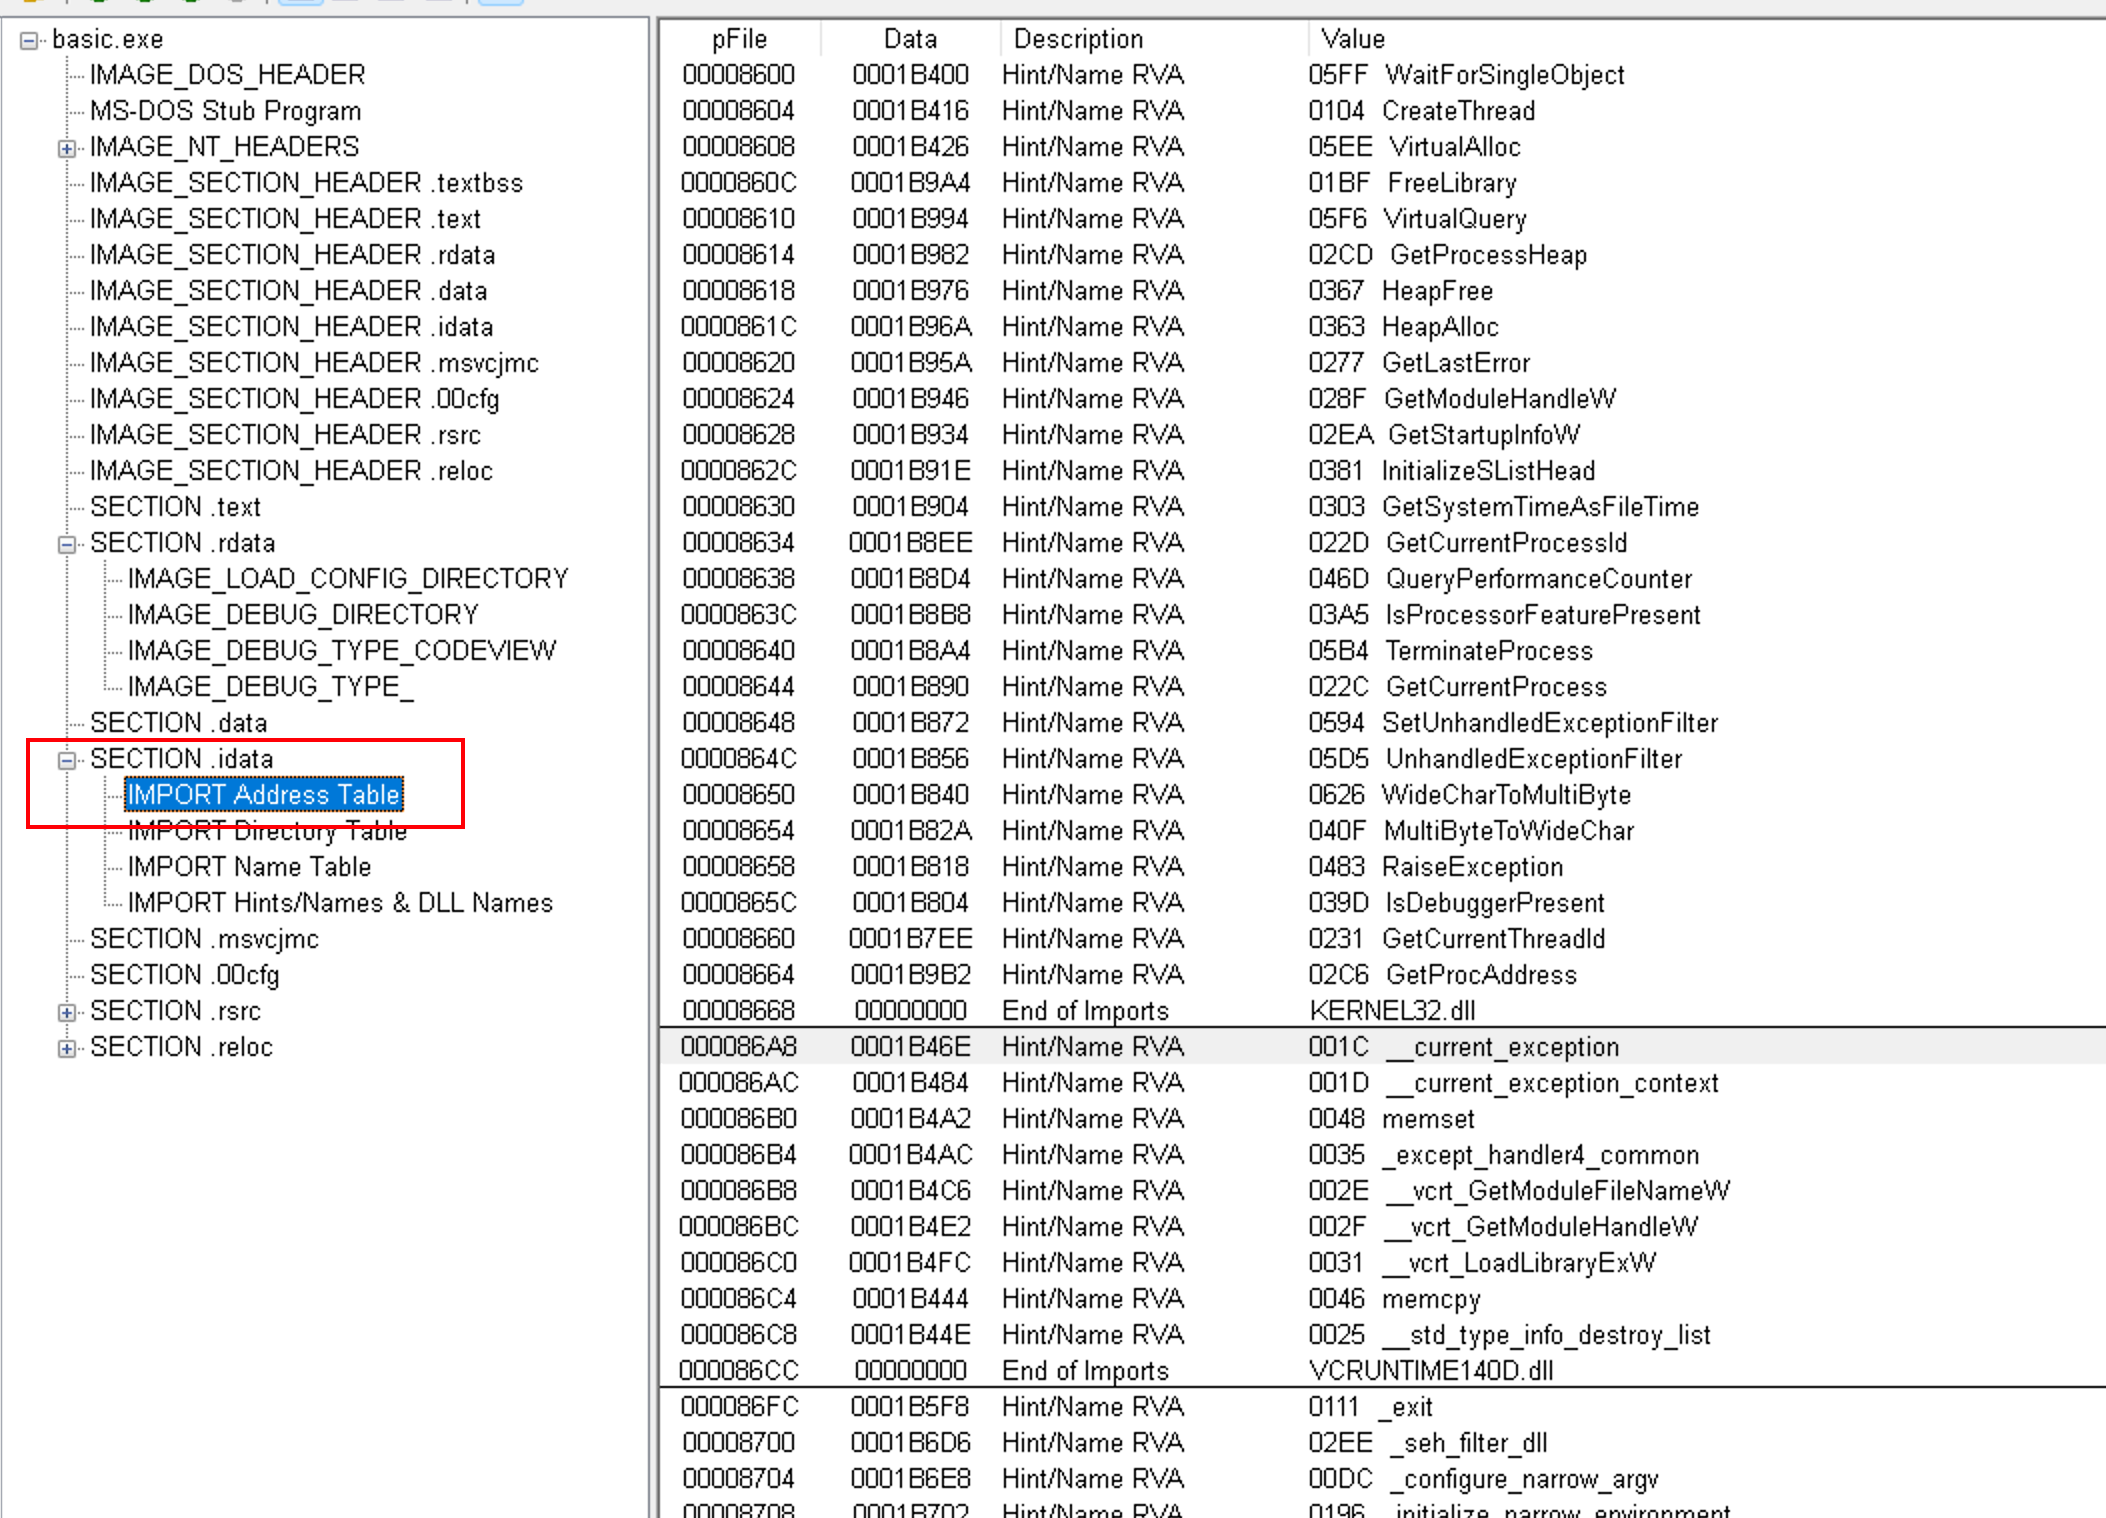 basic.exe
IMAGE_DOS_HEADER
MS-DOS Stub Program
IMAGE_NT_HEADERS
IMAGE_SECTION_HEADER .textbss
IMAGE_SECTION_HEADER .text
IMAGE_SECTION_HEADER .rdata
IMAGE_SECTION_HEADER .data
IMAGE_SECTION_HEADER .idata
IMAGE_SECTION_HEADER .msvcjmc
IMAGE_SECTION_HEADER .00cfg
IMAGE_SECTION_HEADER .rsrc
IMAGE_SECTION_HEADER .reloc
SECTION .text
SECTION .rdata
IMAGE_LOAD_CONFIG_DIRECTORY
IMAGE_DEBUG_DIRECTORY
IMAGE_DEBUG_TYPE_CODEVIEW
IMAGE_DEBUG_TYPE_
SECTION .data
SECTION .idata
IMPORT Address Table
IMPORT Directory Table
IMPORT Name Table
IMPORT Hints/Names & DLL Names
SECTION .msvcjmc
SECTION .00cfg
SECTION .rsrc
SECTION .reloc
pFile Data Description Value
00008600 0001B400 Hint/Name RVA 05FF WaitForSingleObject
00008604 0001B416 Hint/Name RVA 0104 CreateThread
00008608 0001B426 Hint/Name RVA 05EE VirtualAlloc
0000860C 0001B9A4 Hint/Name RVA 01BF FreeLibrary
00008610 0001B994 Hint/Name RVA 05F6 VirtualQuery
00008614 0001B982 Hint/Name RVA 02CD GetProcessHeap
00008618 0001B976 Hint/Name RVA 0367 HeapFree
0000861C 0001B96A Hint/Name RVA 0363 HeapAlloc
00008620 0001B95A Hint/Name RVA 0277 GetLastError
00008624 0001B946 Hint/Name RVA 028F GetModuleHandleW
00008628 0001B934 Hint/Name RVA 02EA GetStartupInfoW
0000862C 0001B91E Hint/Name RVA 0381 InitializeSListHead
00008630 0001B904 Hint/Name RVA 0303 GetSystemTimeAsFileTime
00008634 0001B8EE Hint/Name RVA 022D GetCurrentProcessId
00008638 0001B8D4 Hint/Name RVA 046D QueryPerformanceCounter
0000863C 0001B8B8 Hint/Name RVA 03A5 IsProcessorFeaturePresent
00008640 0001B8A4 Hint/Name RVA 05B4 TerminateProcess
00008644 0001B890 Hint/Name RVA 022C GetCurrentProcess
00008648 0001B872 Hint/Name RVA 0594 SetUnhandledExceptionFilter
0000864C 0001B856 Hint/Name RVA 05D5 UnhandledExceptionFilter
00008650 0001B840 Hint/Name RVA 0626 WideCharToMultiByte
00008654 0001B82A Hint/Name RVA 040F MultiByteToWideChar
00008658 0001B818 Hint/Name RVA 0483 RaiseException
0000865C 0001B804 Hint/Name RVA 039D IsDebuggerPresent
00008660 0001B7EE Hint/Name RVA 0231 GetCurrentThreadId
00008664 0001B9B2 Hint/Name RVA 02C6 GetProcAddress
00008668 00000000 End of Imports KERNEL32.dll
000086A8 0001B46E Hint/Name RVA 001C __current_exception
000086AC 0001B484 Hint/Name RVA 001D __current_exception_context
000086B0 0001B4A2 Hint/Name RVA 0048 memset
000086B4 0001B4AC Hint/Name RVA 0035 _except_handler4_common
000086B8 0001B4C6 Hint/Name RVA 002E __vcrt_GetModuleFileNameW
000086BC 0001B4E2 Hint/Name RVA 002F __vcrt_GetModuleHandleW
000086C0 0001B4FC Hint/Name RVA 0031 __vcrt_LoadLibraryExW
000086C4 0001B444 Hint/Name RVA 0046 memcpy
000086C8 0001B44E Hint/Name RVA 0025 __std_type_info_destroy_list
000086CC 00000000 End of Imports VCRUNTIME140D.dll
000086FC 0001B5F8 Hint/Name RVA 0111 _exit
00008700 0001B6D6 Hint/Name RVA 02EE _seh_filter_dll
00008704 0001B6E8 Hint/Name RVA 00DC _configure_narrow_argv
00008708 0001B702 Hint/Name RVA 0196 _initialize_narrow_environment